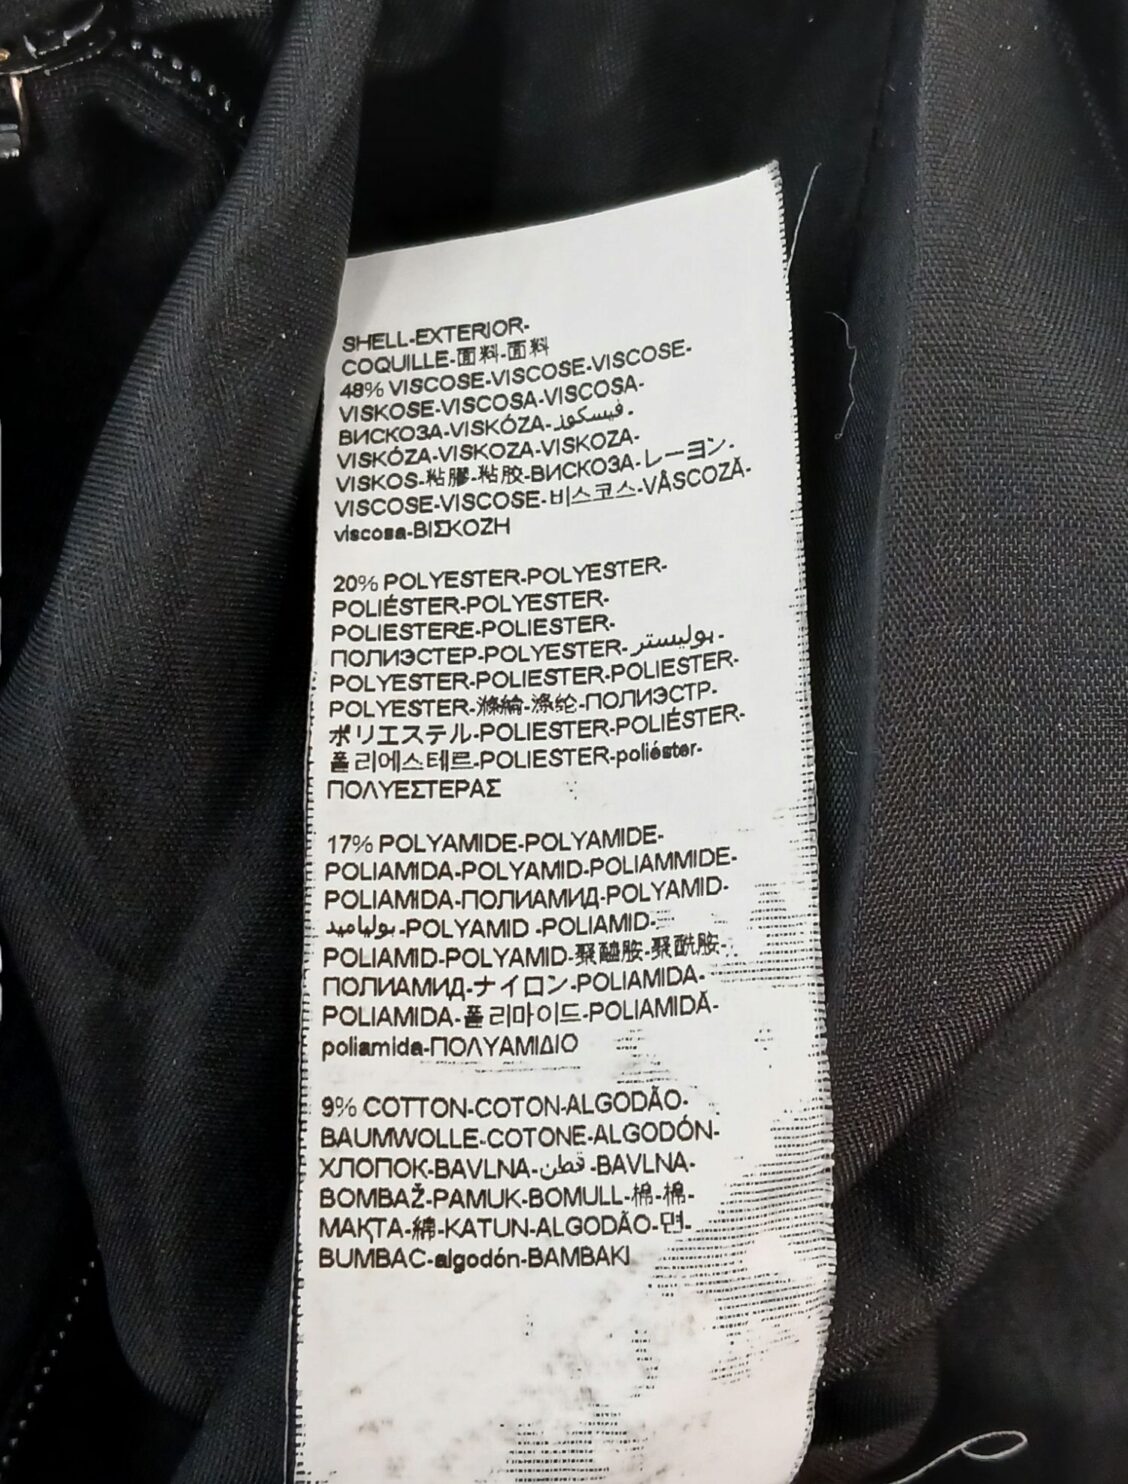 SHELL-EXTERIOR-
COQUILLE-面料-面料
48% VISCOSE-VISCOSE-VISCOSE-
VISKOSE-VISCOSA-VISCOSA-
ВИСКОЗА-VISKÓZA-فيسكوز-
VISKÓZA-VISKOZA-VISKOZA-
VISKOS-粘膠-粘胶-ВИСКОЗА-レーヨン-
VISCOSE-VISCOSE-비스코스-VÂSCOZĂ-
viscosa-ΒΙΣΚΟΖΗ
20% POLYESTER-POLYESTER-
POLIÉSTER-POLYESTER-
POLIESTERE-POLIESTER-
ПОЛИЭСТЕР-POLYESTER-بوليستر-
POLYESTER-POLIESTER-POLIESTER-
POLYESTER-滌綸-涤纶-ПОЛИЭСТР-
ポリエステル-POLIESTER-POLIÉSTER-
폴리에스테르-POLIESTER-poliéster-
ΠΟΛΥΕΣΤΕΡΑΣ
17% POLYAMIDE-POLYAMIDE-
POLIAMIDA-POLYAMID-POLIAMMIDE-
POLIAMIDA-ПОЛИАМИД-POLYAMID-
بولياميد-POLYAMID -POLIAMID-
POLIAMID-POLYAMID-聚醯胺-聚酰胺-
ПОЛИАМИД-ナイロン-POLIAMIDA-
POLIAMIDA-폴리마이드-POLIAMIDĂ-
poliamida-ΠΟΛΥΑΜΙΔΙΟ
9% COTTON-COTON-ALGODÃO-
BAUMWOLLE-COTONE-ALGODÓN-
ХЛОПОК-BAVLNA-قطن-BAVLNA-
BOMBAŽ-PAMUK-BOMULL-棉-棉-
МАҚТА-綿-KATUN-ALGODÃO-면-
BUMBAC-algodón-ΒΑΜΒΑΚΙ